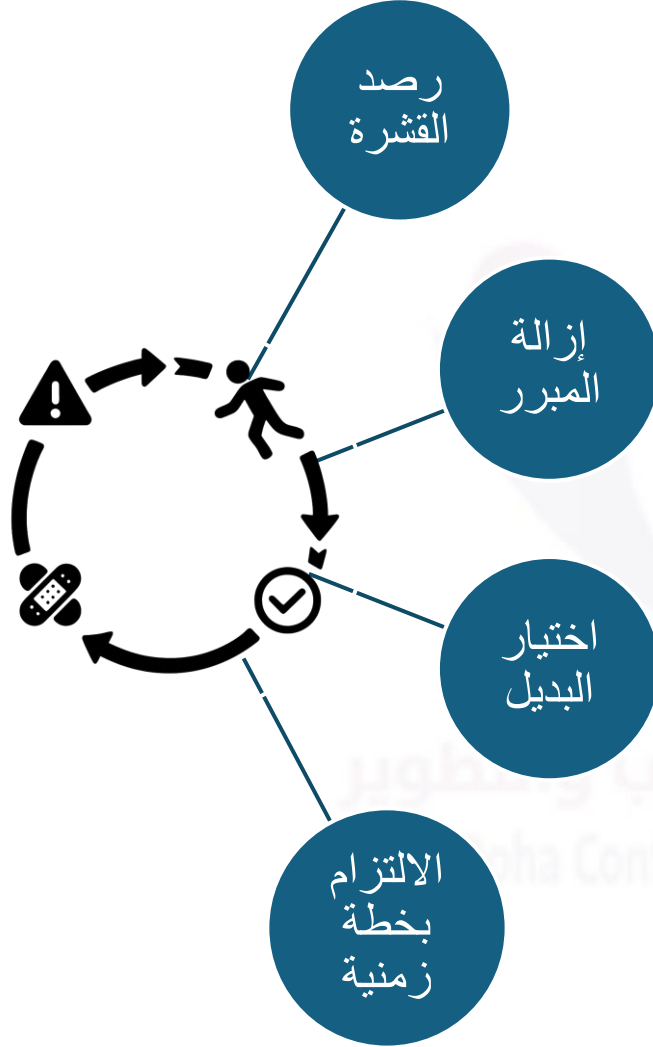 رصد
القشرة
إزالة
المبرر
اختيار
البديل
الالتزام
بخطة
زمنية